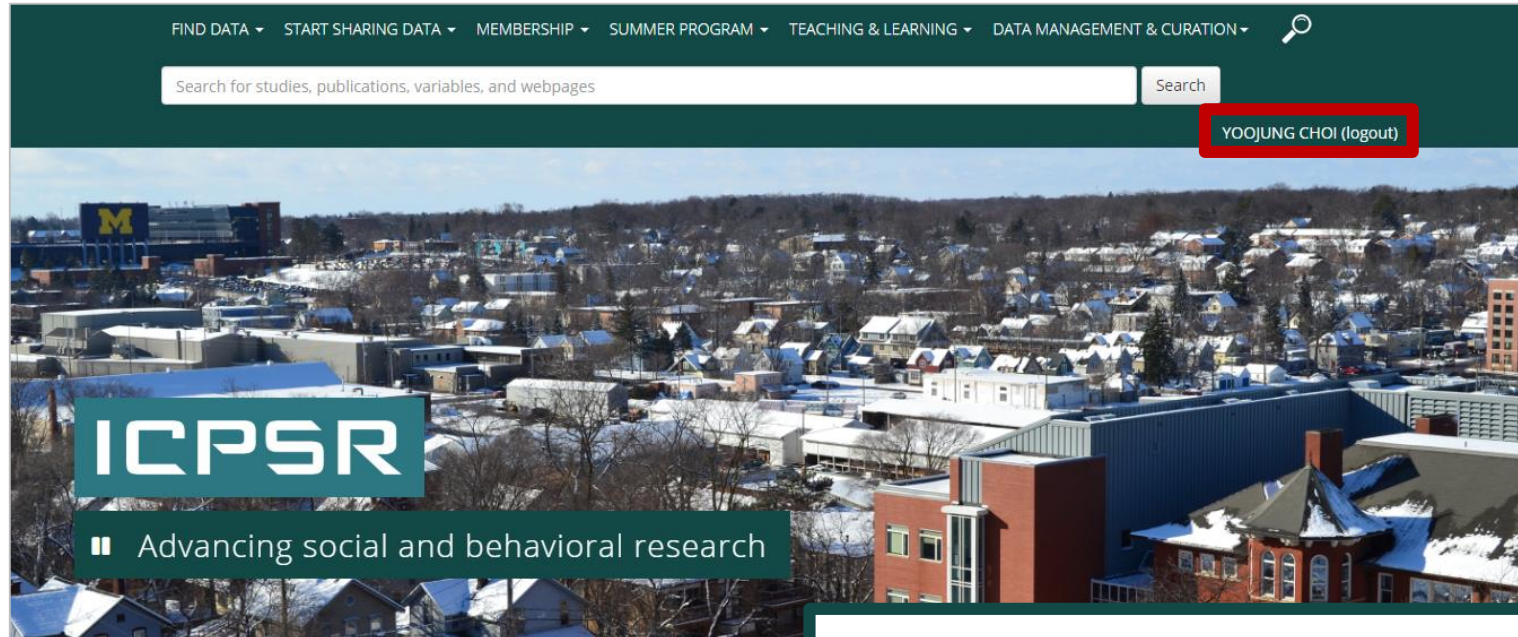 FIND DATA START SHARING DATA MEMBERSHIP SUMMER PROGRAM TEACHING & LEARNING DATA MANAGEMENT & CURATION
Search for studies, publications, variables, and webpages Search
YOOJUNG CHOI (logout)
M
ICPSR
Advancing social and behavioral research